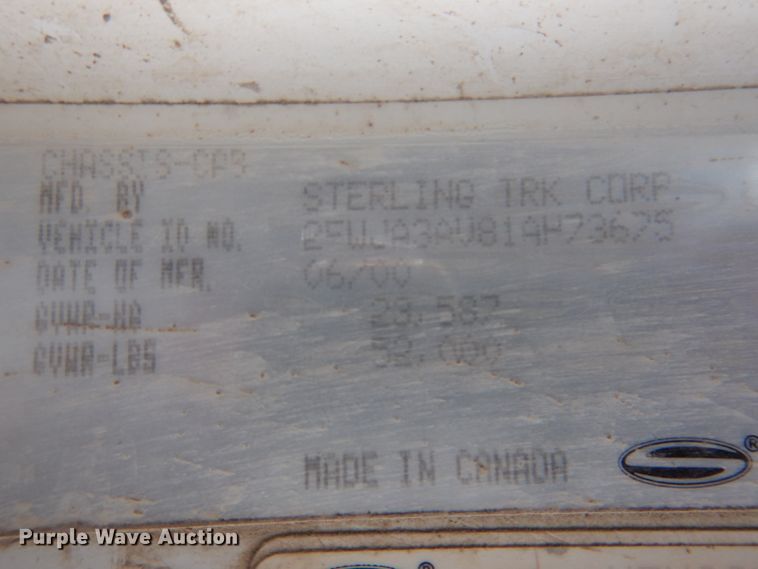 CHASSIS-CAB
MFD. BY STERLING TRK CORP.
VEHICLE ID NO. 2FWJA3AV81AH73675
DATE OF MFR. 06/00
GVWR-KG 23,587
GVWR-LBS 52,000
MADE IN CANADA ®
Purple Wave Auction